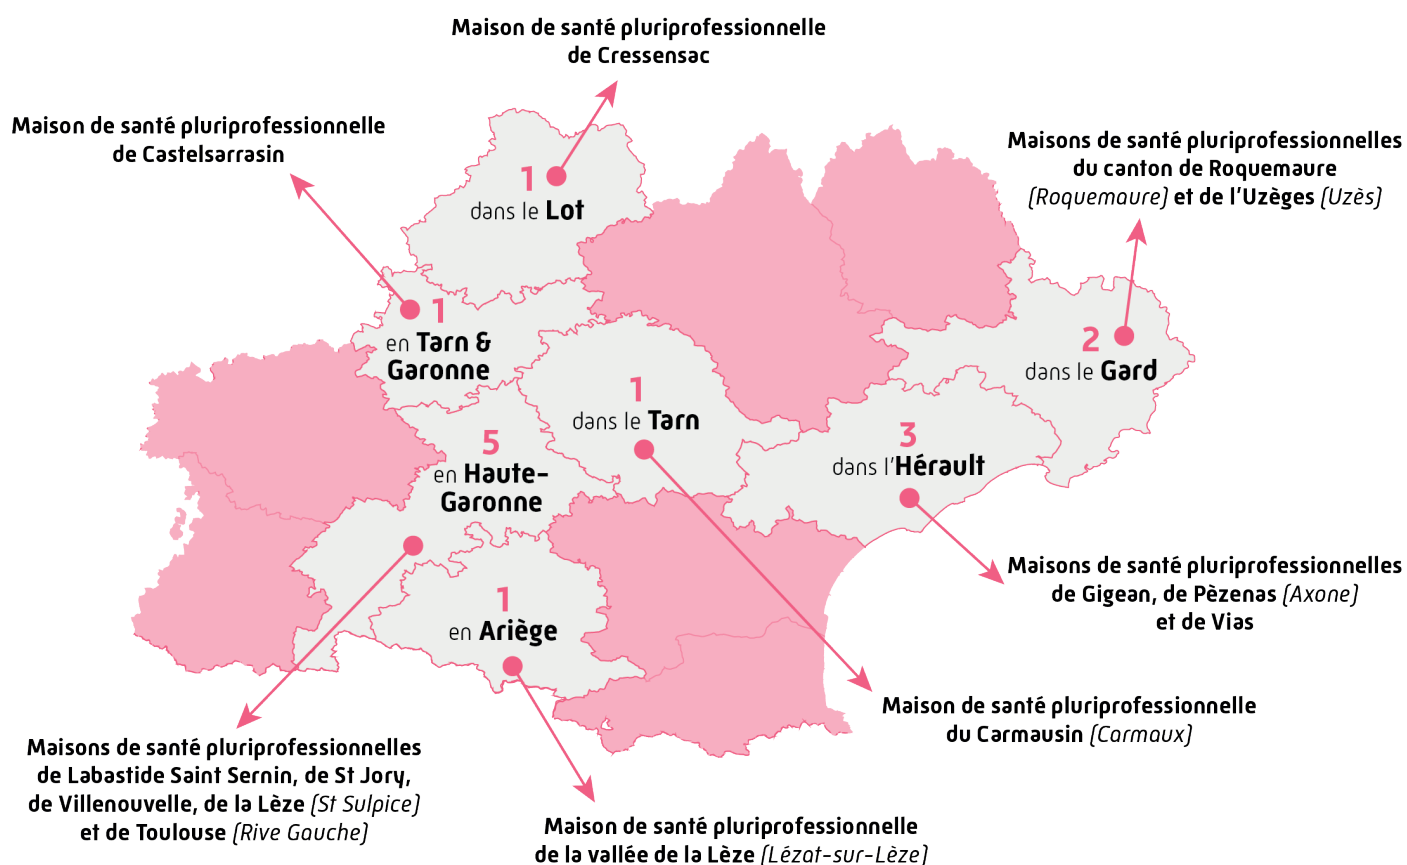 Maison de santé pluriprofessionnelle
de Cressensac
Maison de santé pluriprofessionnelle
de Castelsarrasin
Maisons de santé pluriprofessionnelles
du canton de Roquemaure
(Roquemaure) et de l'Uzèges (Uzès)
1
dans le Lot
1
en Tarn &
Garonne
2
dans le Gard
1
dans le Tarn
3
dans l'Hérault
5
en Haute-
Garonne
1
en Ariège
Maisons de santé pluriprofessionnelles
de Gigean, de Pèzenas (Axone)
et de Vias
Maison de santé pluriprofessionnelle
du Carmausin (Carmaux)
Maisons de santé pluriprofessionnelles
de Labastide Saint Sernin, de St Jory,
de Villenouvelle, de la Lèze (St Sulpice)
et de Toulouse (Rive Gauche)
Maison de santé pluriprofessionnelle
de la vallée de la Lèze (Lézat-sur-Lèze)